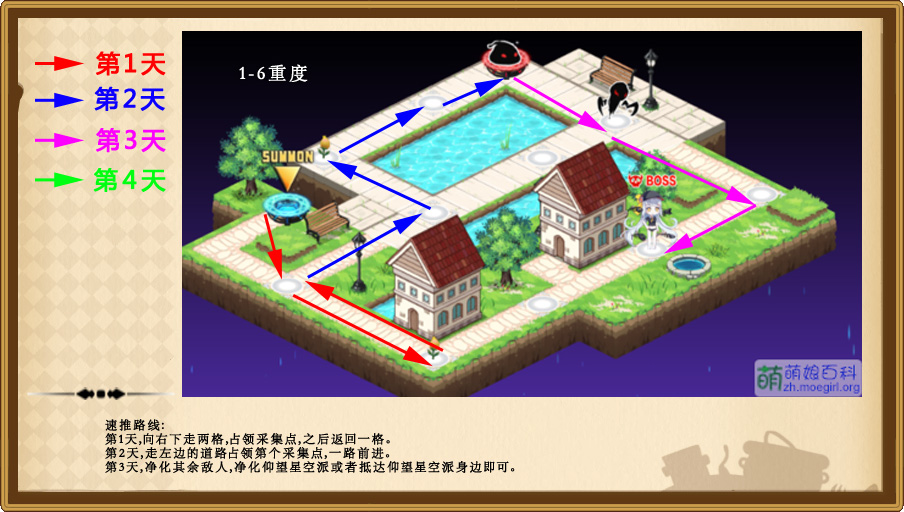 第1天
第2天
第3天
第4天
1-6重度
SUMMON
BOSS
萌娘百科
zh.moegirl.org
速推路线:
第1天,向右下走两格,占领采集点,之后返回一格。
第2天,走左边的道路占领第个采集点,一路前进。
第3天,净化其余敌人,净化仰望星空派或者抵达仰望星空派身边即可。